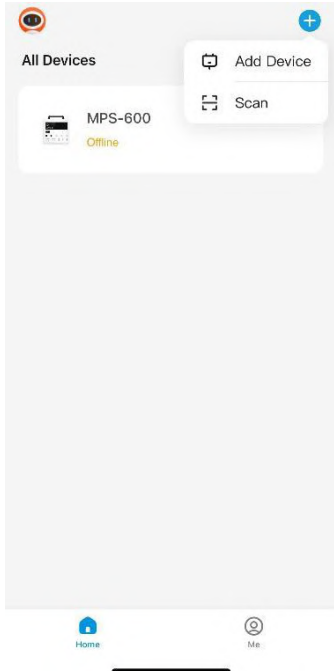 All Devices
Add Device
Scan
MPS-600
Offline
Home
Me